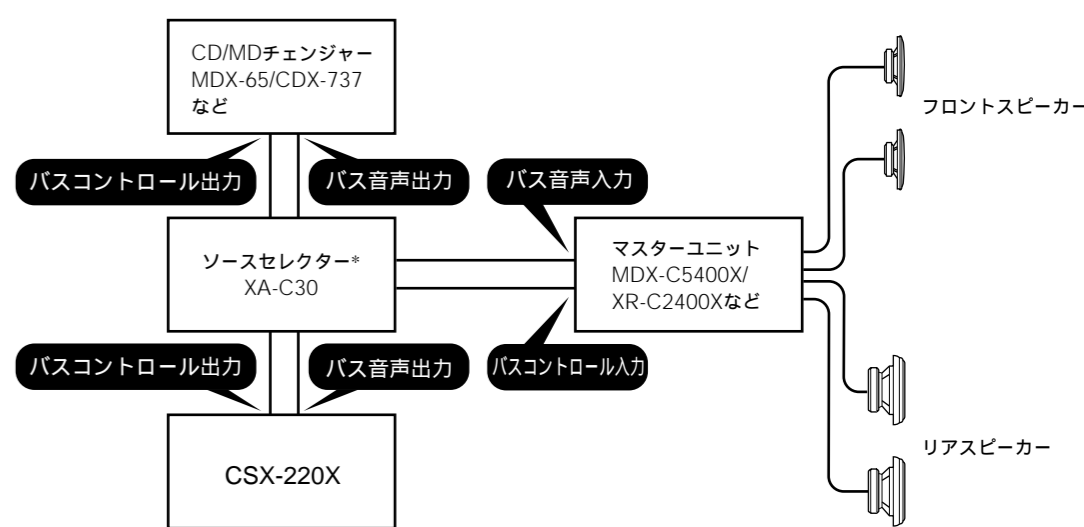 CD/MDチェンジャー
MDX-65/CDX-737
など
フロントスピーカー
バスコントロール出力
バス音声出力
バス音声入力
ソースセレクター*
XA-C30
マスターユニット
MDX-C5400X/
XR-C2400Xなど
バスコントロール出力
バス音声出力
バスコントロール入力
リアスピーカー
CSX-220X